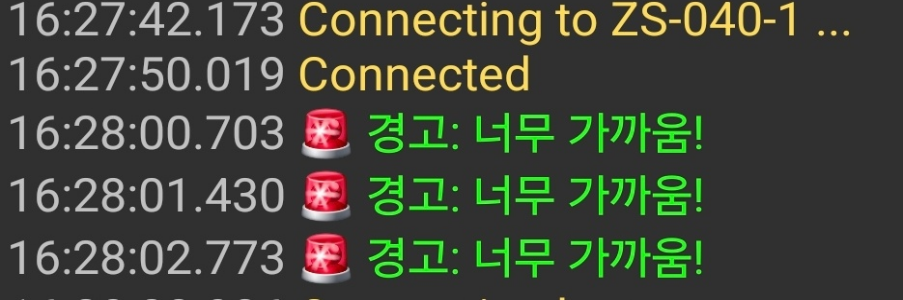 16:27:42.173 Connecting to ZS-040-1 ...
16:27:50.019 Connected
16:28:00.703 🚨 경고: 너무 가까움!
16:28:01.430 🚨 경고: 너무 가까움!
16:28:02.773 🚨 경고: 너무 가까움!